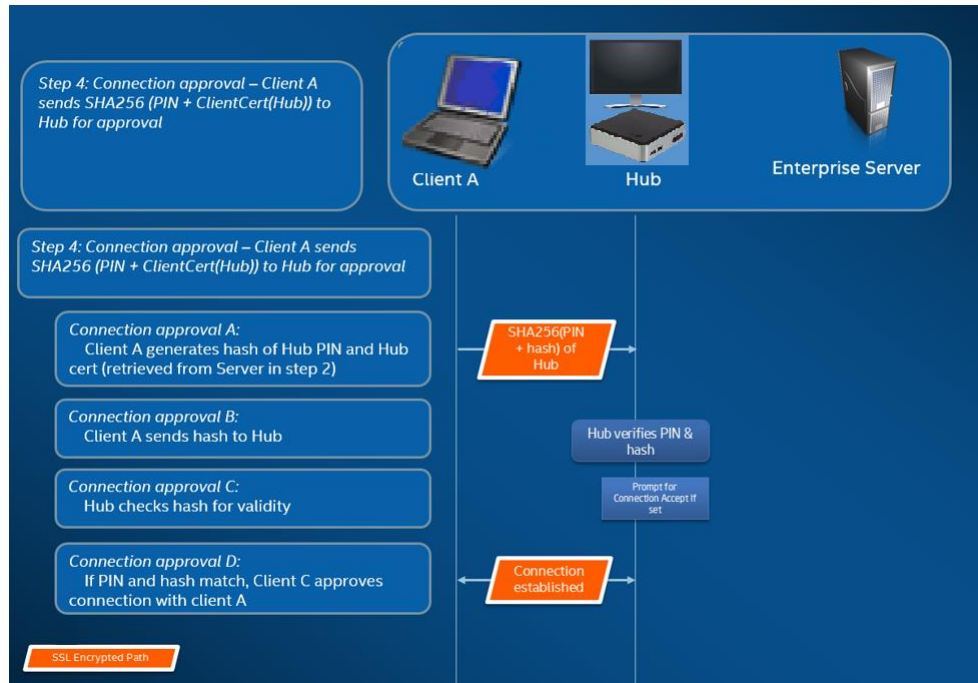 Step 4: Connection approval – Client A
sends SHA256 (PIN + ClientCert(Hub)) to
Hub for approval
Client A
Hub
Enterprise Server
Step 4: Connection approval – Client A sends
SHA256 (PIN + ClientCert(Hub)) to Hub for approval
Connection approval A:
Client A generates hash of Hub PIN and Hub
cert (retrieved from Server in step 2)
SHA256(PIN
+ hash) of
Hub
Connection approval B:
Client A sends hash to Hub
Hub verifies PIN &
hash
Connection approval C:
Hub checks hash for validity
Prompt for
Connection Accept If
set
Connection approval D:
If PIN and hash match, Client C approves
connection with client A
Connection
established
SSL Encrypted Path